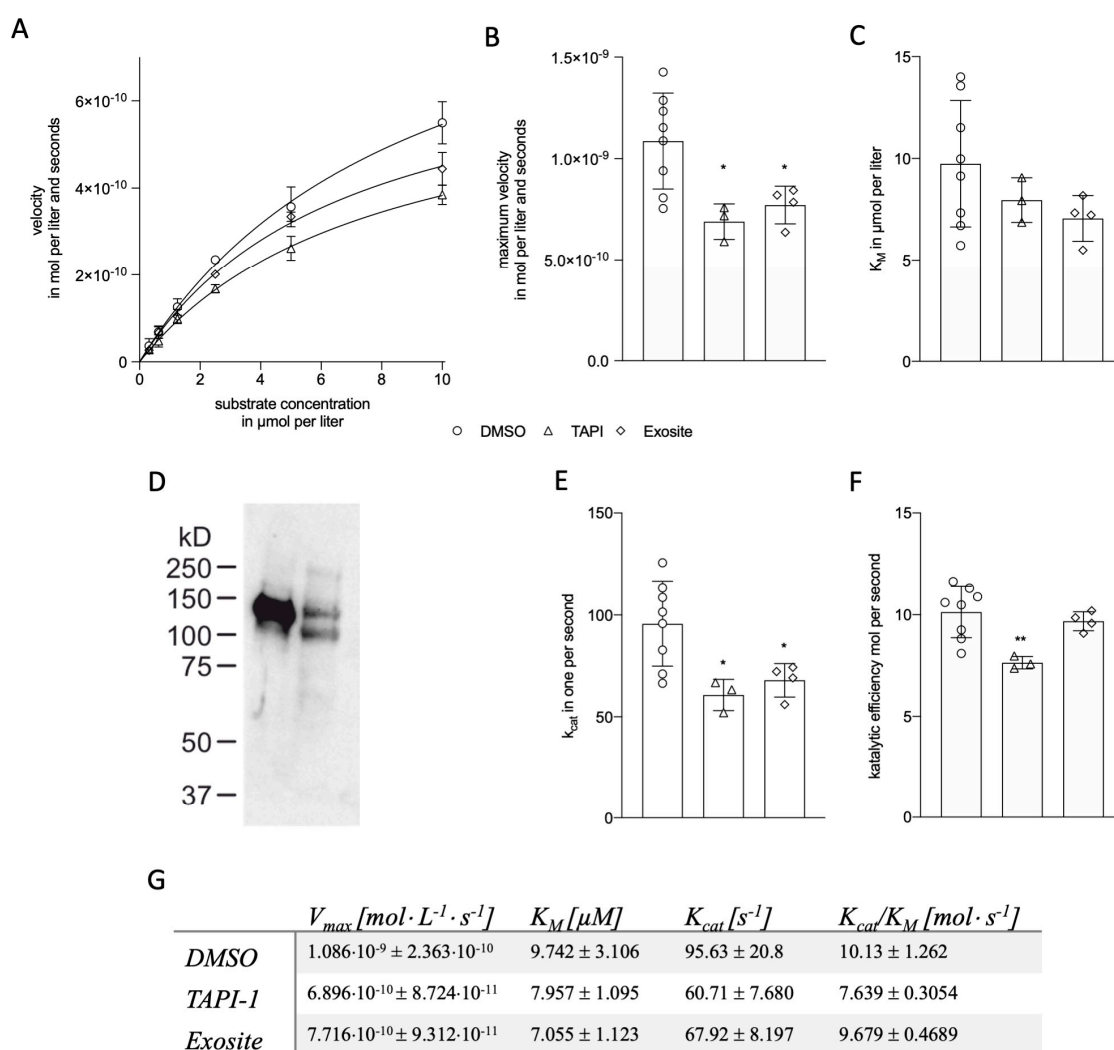 A
velocity
in mol per liter and seconds
6×10⁻¹⁰
4×10⁻¹⁰
2×10⁻¹⁰
0
0 2 4 6 8 10
substrate concentration
in µmol per liter
B
maximum velocity
in mol per liter and seconds
1.5×10⁻⁹
1.0×10⁻⁹
5.0×10⁻¹⁰
0.0
* *
C
K_M in µmol per liter
15
10
5
0
DMSO TAPI Exosite
D
kD
250
150
100
75
50
37
E
k_cat in one per second
150
100
50
0
* *
F
katalytic efficiency mol per second
15
10
5
0
**
G
V_max [mol· L⁻¹ · s⁻¹] K_M [µM] K_cat [s⁻¹] K_cat/K_M [mol · s⁻¹]
DMSO 1.086·10⁻⁹ ± 2.363·10⁻¹⁰ 9.742 ± 3.106 95.63 ± 20.8 10.13 ± 1.262
TAPI-1 6.896·10⁻¹⁰ ± 8.724·10⁻¹¹ 7.957 ± 1.095 60.71 ± 7.680 7.639 ± 0.3054
Exosite 7.716·10⁻¹⁰ ± 9.312·10⁻¹¹ 7.055 ± 1.123 67.92 ± 8.197 9.679 ± 0.4689